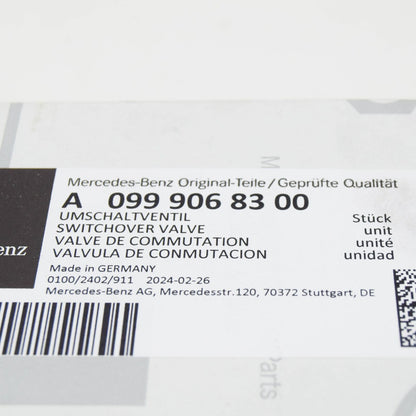 Mercedes-Benz Original-Teile / Geprüfte Qualität
A 099 906 83 00
UMSCHALTVENTIL Stück
SWITCHOVER VALVE unit
VALVE DE COMMUTATION unité
VALVULA DE CONMUTACION unidad
enz
Made in GERMANY
0100/2402/911 2024-02-26
Mercedes-Benz AG, Mercedesstr.120, 70372 Stuttgart, DE
Parts